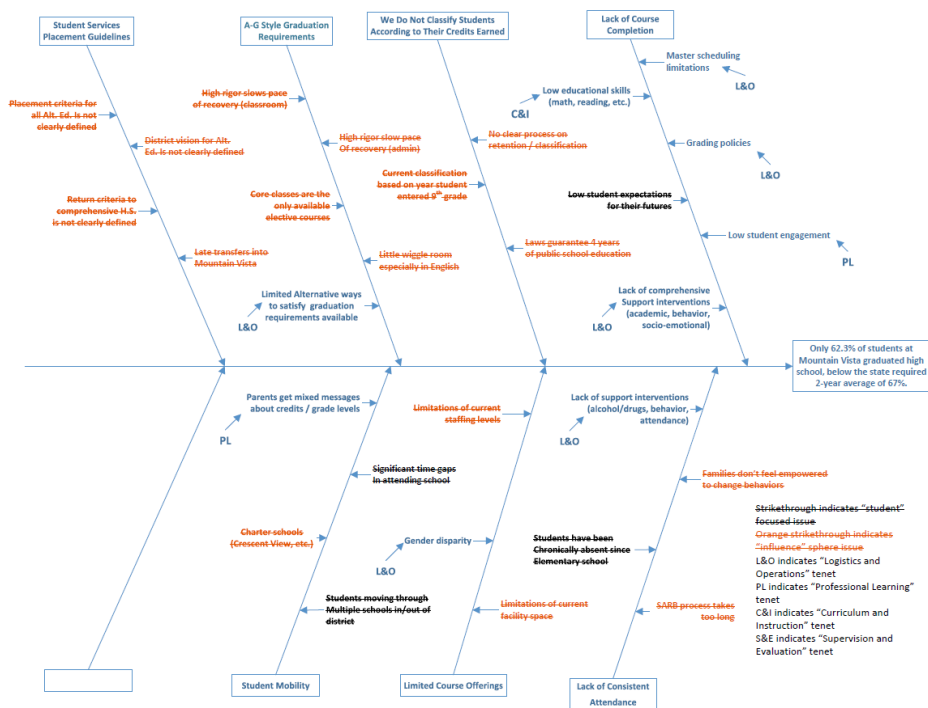 Student Services
Placement Guidelines
A-G Style Graduation
Requirements
We Do Not Classify Students
According to Their Credits Earned
Lack of Course
Completion
Placement criteria for
all Alt. Ed. Is not
clearly defined
District vision for Alt.
Ed. Is not clearly defined
Return criteria to
comprehensive H.S.
is not clearly defined
Late transfers into
Mountain Vista
High rigor slows pace
of recovery (classroom)
High rigor slow pace
Of recovery (admin)
Core classes are the
only available
elective courses
Little wiggle room
especially in English
Limited Alternative ways
to satisfy graduation
requirements available
L&O
No clear process on
retention / classification
Current classification
based on year student
entered 9th grade
Laws guarantee 4 years
of public school education
Master scheduling
limitations
L&O
Low educational skills
(math, reading, etc.)
C&I
Grading policies
L&O
Low student expectations
for their futures
Low student engagement
PL
Lack of comprehensive
Support interventions
(academic, behavior,
socio-emotional)
L&O
Only 62.3% of students at
Mountain Vista graduated high
school, below the state required
2-year average of 67%.
Parents get mixed messages
about credits / grade levels
PL
Significant time gaps
In attending school
Charter schools
(Crescent View, etc.)
Students moving through
Multiple schools in/out of
district
Limitations of current
staffing levels
Gender disparity
L&O
Limitations of current
facility space
Lack of support interventions
(alcohol/drugs, behavior,
attendance)
L&O
Families don't feel empowered
to change behaviors
Students have been
Chronically absent since
Elementary school
SARB process takes
too long
Strikethrough indicates "student"
focused issue
Orange strikethrough indicates
"influence" sphere issue
L&O indicates "Logistics and
Operations" tenet
PL indicates "Professional Learning"
tenet
C&I indicates "Curriculum and
Instruction" tenet
S&E indicates "Supervision and
Evaluation" tenet
Student Mobility
Limited Course Offerings
Lack of Consistent
Attendance